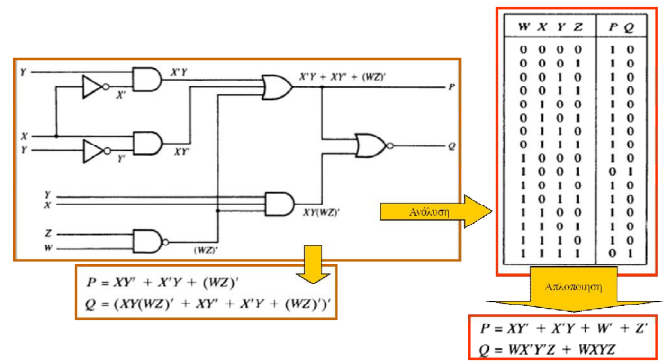 Y
X'Y
X'Y + XY' + (WZ)'
P
X'
X
Y
Y'
XY'
Q
Y
X
XY(WZ)'
Z
W
(WZ)'
Ανάλυση
P = XY' + X'Y + (WZ)'
Q = (XY(WZ)' + XY' + X'Y + (WZ)')'
W X Y Z P Q
0 0 0 0 1 0
0 0 0 1 1 0
0 0 1 0 1 0
0 0 1 1 1 0
0 1 0 0 1 0
0 1 0 1 1 0
0 1 1 0 1 0
0 1 1 1 1 0
1 0 0 0 1 0
1 0 0 1 0 1
1 0 1 0 1 0
1 0 1 1 1 0
1 1 0 0 1 0
1 1 0 1 1 0
1 1 1 0 1 0
1 1 1 1 0 1
Απλοποιηση
P = XY' + X'Y + W' + Z'
Q = WX'Y'Z + WXYZ